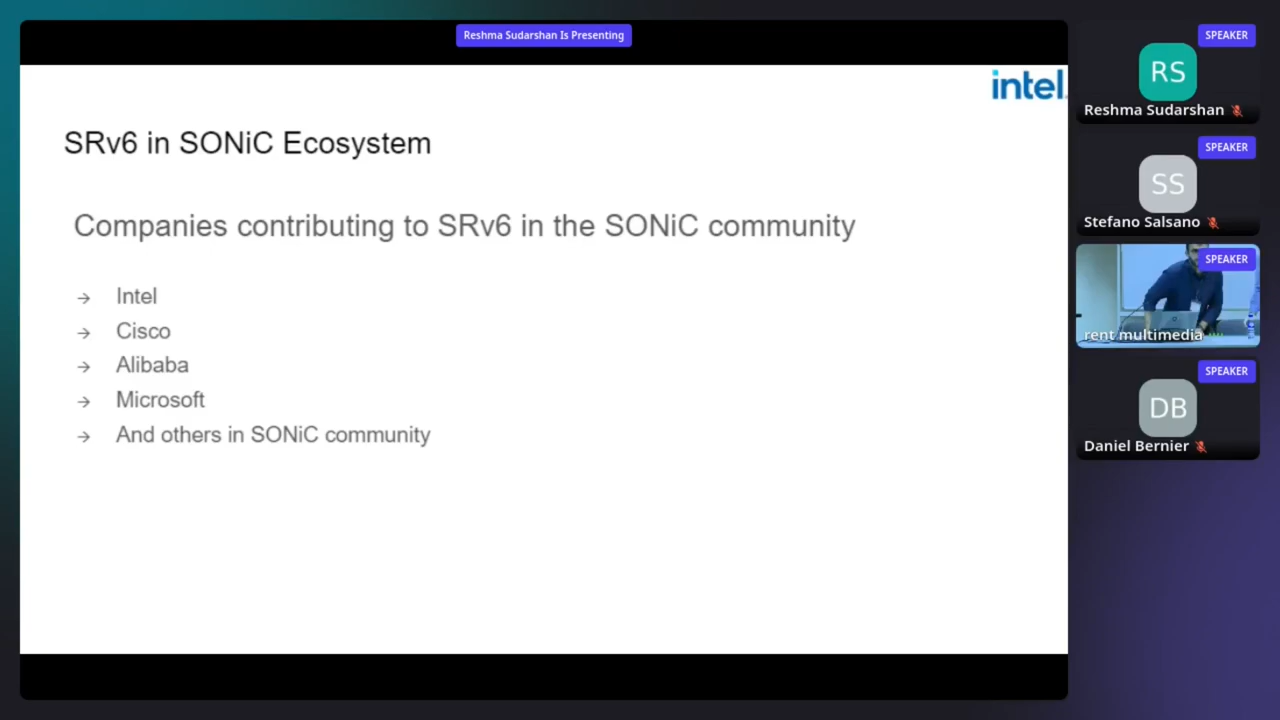 Reshma Sudarshan Is Presenting
intel
SRv6 in SONiC Ecosystem
Companies contributing to SRv6 in the SONiC community
→ Intel
→ Cisco
→ Alibaba
→ Microsoft
→ And others in SONiC community
SPEAKER
RS
Reshma Sudarshan
SPEAKER
SS
Stefano Salsano
SPEAKER
rent multimedia
SPEAKER
DB
Daniel Bernier